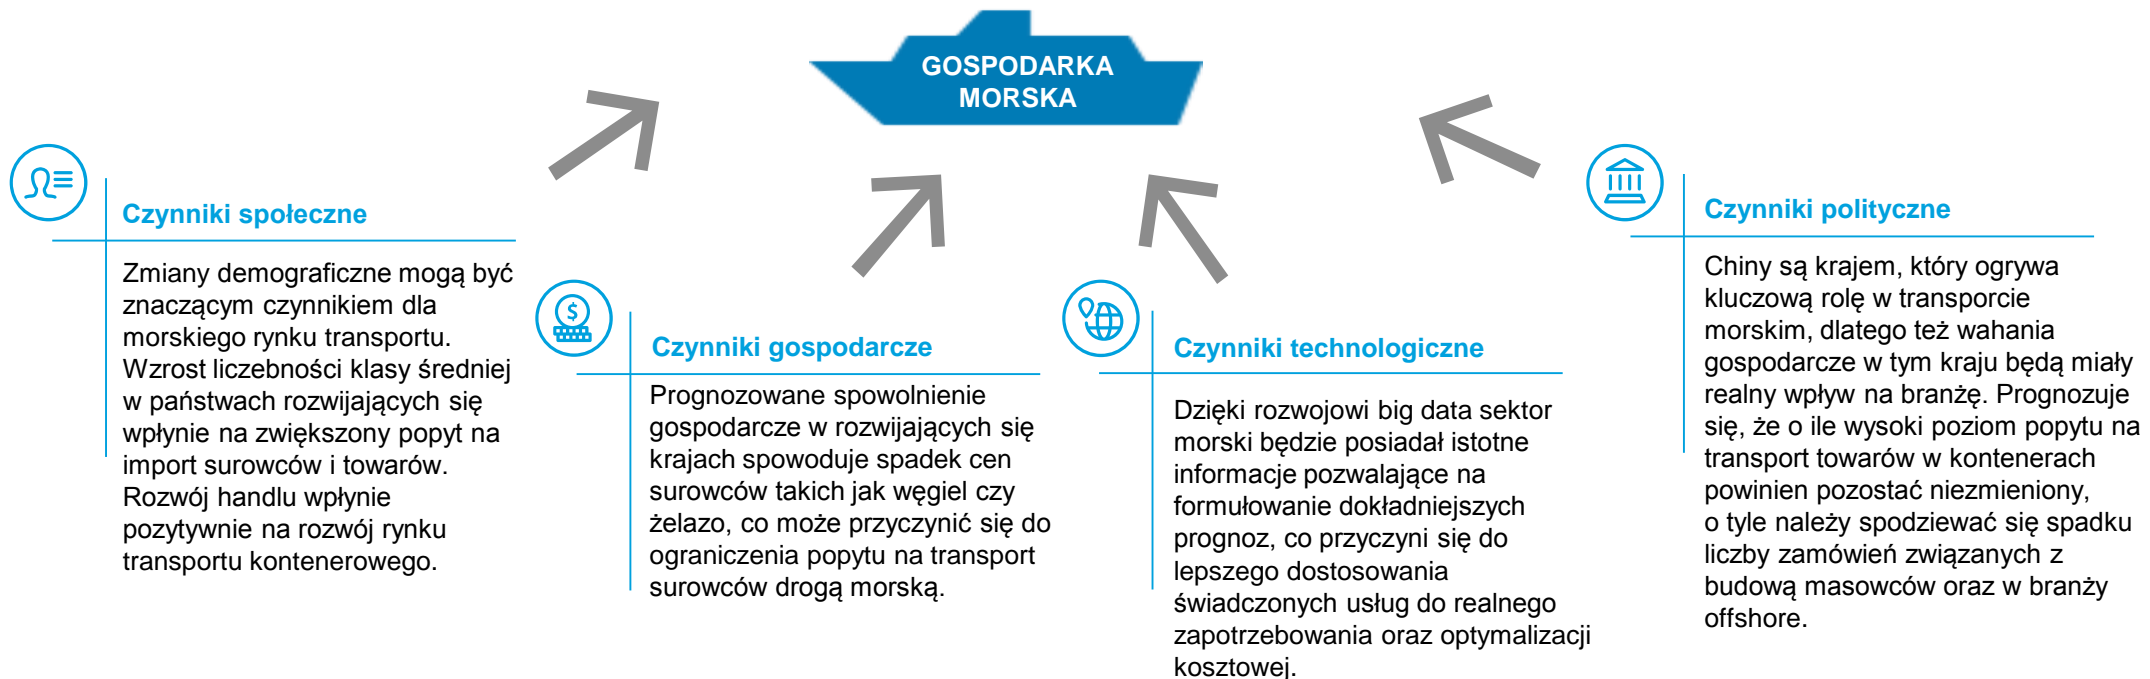 GOSPODARKA
MORSKA
Czynniki społeczne
Zmiany demograficzne mogą być
znaczącym czynnikiem dla
morskiego rynku transportu.
Wzrost liczebności klasy średniej
w państwach rozwijających się
wpłynie na zwiększony popyt na
import surowców i towarów.
Rozwój handlu wpłynie
pozytywnie na rozwój rynku
transportu kontenerowego.
Czynniki gospodarcze
Prognozowane spowolnienie
gospodarcze w rozwijających się
krajach spowoduje spadek cen
surowców takich jak węgiel czy
żelazo, co może przyczynić się do
ograniczenia popytu na transport
surowców drogą morską.
Czynniki technologiczne
Dzięki rozwojowi big data sektor
morski będzie posiadał istotne
informacje pozwalające na
formułowanie dokładniejszych
prognoz, co przyczyni się do
lepszego dostosowania
świadczonych usług do realnego
zapotrzebowania oraz optymalizacji
kosztowej.
Czynniki polityczne
Chiny są krajem, który ogrywa
kluczową rolę w transporcie
morskim, dlatego też wahania
gospodarcze w tym kraju będą miały
realny wpływ na branżę. Prognozuje
się, że o ile wysoki poziom popytu na
transport towarów w kontenerach
powinien pozostać niezmieniony,
o tyle należy spodziewać się spadku
liczby zamówień związanych z
budową masowców oraz w branży
offshore.